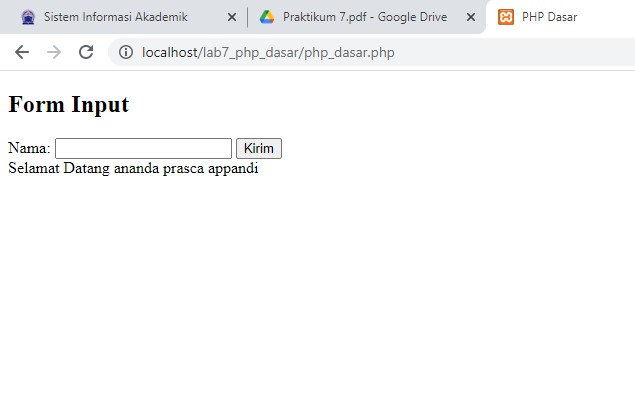 Sistem Informasi Akademik
Praktikum 7.pdf - Google Drive
PHP Dasar
localhost/lab7_php_dasar/php_dasar.php
Form Input
Nama: Kirim
Selamat Datang ananda prasca appandi